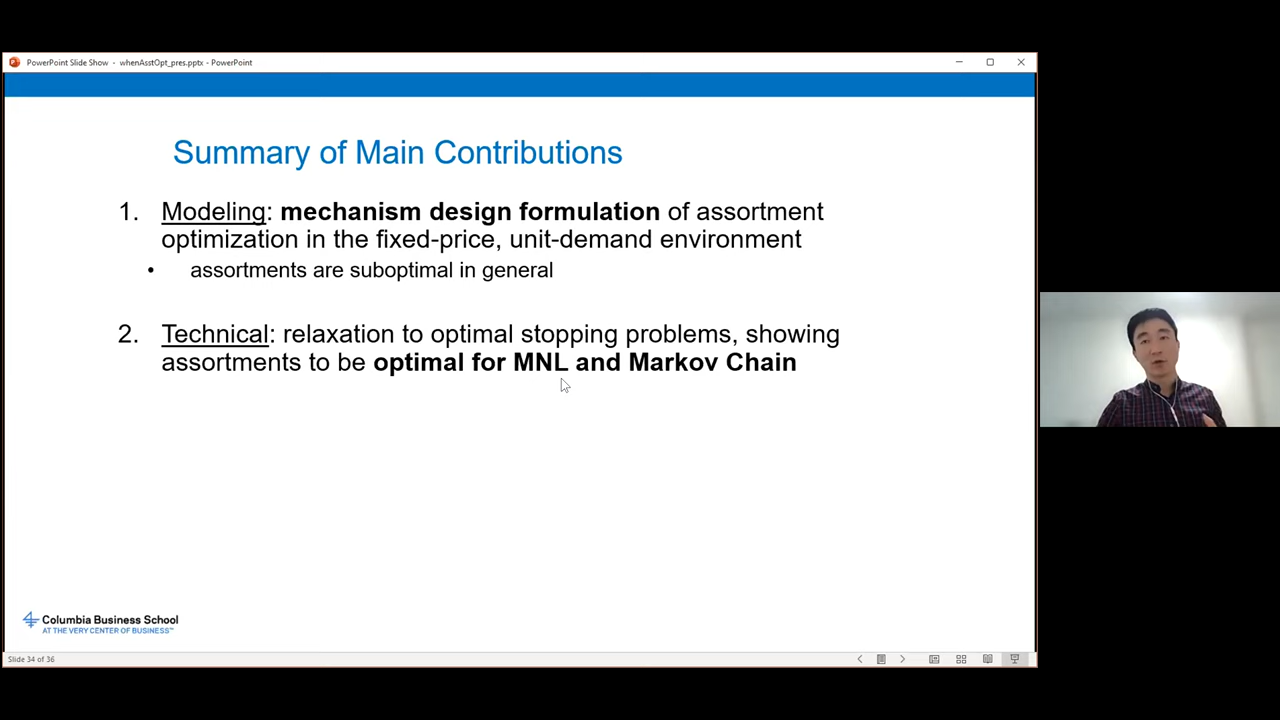 PowerPoint Slide Show - whenAsstOpt_pres.pptx - PowerPoint
Summary of Main Contributions
1. Modeling: mechanism design formulation of assortment
optimization in the fixed-price, unit-demand environment
• assortments are suboptimal in general
2. Technical: relaxation to optimal stopping problems, showing
assortments to be optimal for MNL and Markov Chain
Columbia Business School
AT THE VERY CENTER OF BUSINESS™
Slide 34 of 36